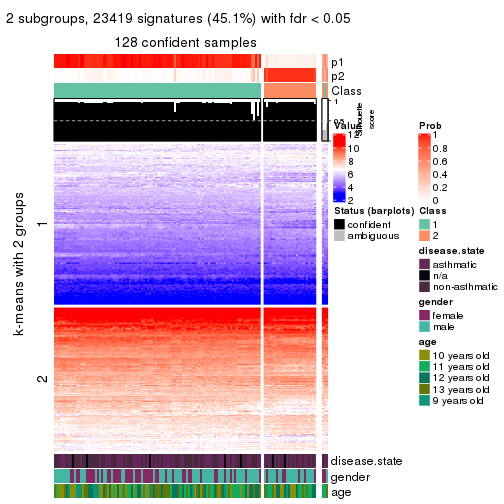 2 subgroups, 23419 signatures (45.1%) with fdr < 0.05
128 confident samples
p1
p2
Class
1
0.5
0
Silhouette
score
k-means with 2 groups
1
2
disease.state
gender
age
Value
12
10
8
6
4
2
Status (barplots)
confident
ambiguous
Prob
1
0.8
0.6
0.4
0.2
0
Class
1
2
disease.state
asthmatic
n/a
non-asthmatic
gender
female
male
age
10 years old
11 years old
12 years old
13 years old
9 years old